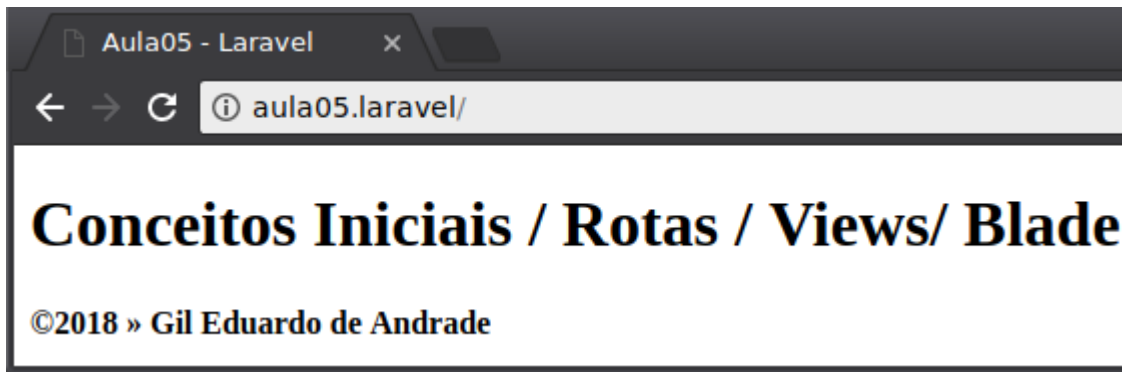 Aula05 - Laravel
aula05.laravel/
Conceitos Iniciais / Rotas / Views/ Blade
©2018 » Gil Eduardo de Andrade